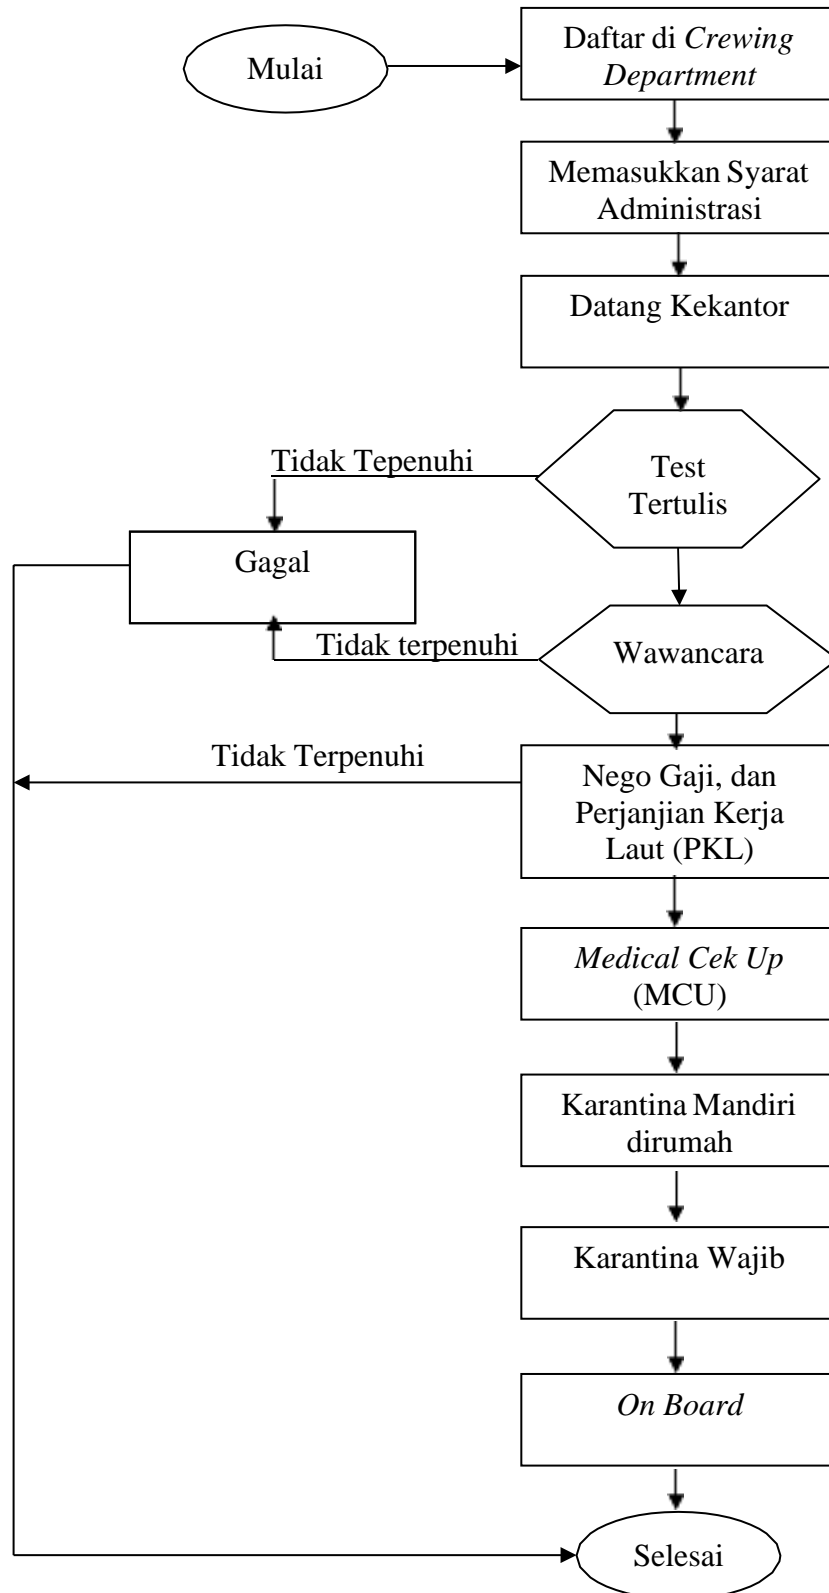 Mulai
Daftar di Crewing
Department
Memasukkan Syarat
Administrasi
Datang Kekantor
Tidak Tepenuhi
Test
Tertulis
Gagal
Tidak terpenuhi
Wawancara
Tidak Terpenuhi
Nego Gaji, dan
Perjanjian Kerja
Laut (PKL)
Medical Cek Up
(MCU)
Karantina Mandiri
dirumah
Karantina Wajib
On Board
Selesai